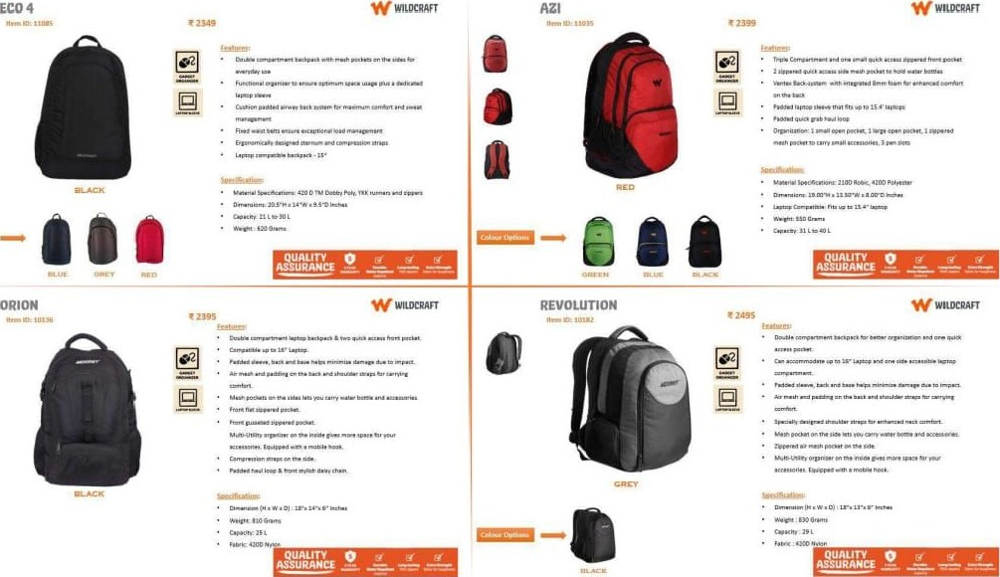 ECO 4
WILDCRAFT
Item ID: 11085
₹ 2349
GADGET
ORGANIZER
LAPTOP SLEEVE
Features:
• Double compartment backpack with mesh pockets on the sides for
everyday use
• Functional organizer to ensure optimum space usage plus a dedicated
laptop sleeve
• Cushion padded airway back system for maximum comfort and sweat
management
• Fixed waist belts ensure exceptional load management
• Ergonomically designed sternum and compression straps
• Laptop compatible backpack - 15"
Specification:
• Material Specifications: 420 D TM Dobby Poly, YKK runners and zippers
• Dimensions: 20.5"H x 14"W x 9.5"D Inches
• Capacity: 21 L to 30 L
• Weight : 620 Grams
BLACK
BLUE
GREY
RED
QUALITY
ASSURANCE
5
WARRANTY
AZI
WILDCRAFT
Item ID: 11035
₹ 2399
GADGET
ORGANIZER
LAPTOP SLEEVE
Features:
• Triple Compartment and one small quick access zippered front pocket
• 2 zippered quick access side mesh pocket to hold water bottles
• Ventex Back-system with integrated 8mm foam for enhanced comfort
on the back
• Padded laptop sleeve that fits up to 15.4' laptops
• Padded quick grab haul loop
• Organization: 1 small open pocket, 1 large open pocket, 1 zippered
mesh pocket to carry small accessories, 3 pen slots
Specification:
• Material Specifications: 210D Robic, 420D Polyester
• Dimensions: 19.00"H x 13.50"W x 8.00"D Inches
• Laptop Compatible: Fits up to 15.4" laptop
• Weight: 550 Grams
• Capacity: 31 L to 40 L
RED
Colour Options
GREEN
BLUE
BLACK
QUALITY
ASSURANCE
5
WARRANTY
ORION
WILDCRAFT
Item ID: 10136
₹ 2395
GADGET
ORGANIZER
LAPTOP SLEEVE
Features:
• Double compartment laptop backpack & two quick access front pocket.
• Compatible up to 16" Laptop.
• Padded sleeve, back and base helps minimise damage due to impact.
• Air mesh and padding on the back and shoulder straps for carrying
comfort.
• Mesh pockets on the sides lets you carry water bottle and accessories.
• Front flat zippered pocket.
• Front gusseted zippered pocket.
Multi-Utility organizer on the inside gives more space for your
accessories. Equipped with a mobile hook.
• Compression straps on the side.
• Padded haul loop & front stylish daisy chain.
Specification:
• Dimension (H x W x D) : 18"x 14"x 6" Inches
• Weight: 810 Grams
• Capacity: 25 L
• Fabric: 420D Nylon
BLACK
QUALITY
ASSURANCE
5
WARRANTY
REVOLUTION
WILDCRAFT
Item ID: 10182
₹ 2495
GADGET
ORGANIZER
LAPTOP SLEEVE
Features:
• Double compartment backpack for better organization and one quick
access pocket.
• Can accommodate up to 16" Laptop and one side accessible laptop
compartment.
• Padded sleeve, back and base helps minimize damage due to impact.
• Air mesh and padding on the back and shoulder straps for carrying
comfort.
• Specially designed shoulder straps for enhanced neck comfort.
• Mesh pocket on the side lets you carry water bottle and accessories.
• Zippered air mesh pocket on the side.
• Multi-Utility organizer on the inside gives more space for your
accessories. Equipped with a mobile hook.
Specification:
• Dimension (H x W x D) : 18"x 13"x 6" Inches
• Weight : 830 Grams
• Capacity : 29 L
• Fabric : 420D Nylon
GREY
Colour Options
BLACK
QUALITY
ASSURANCE
5
WARRANTY